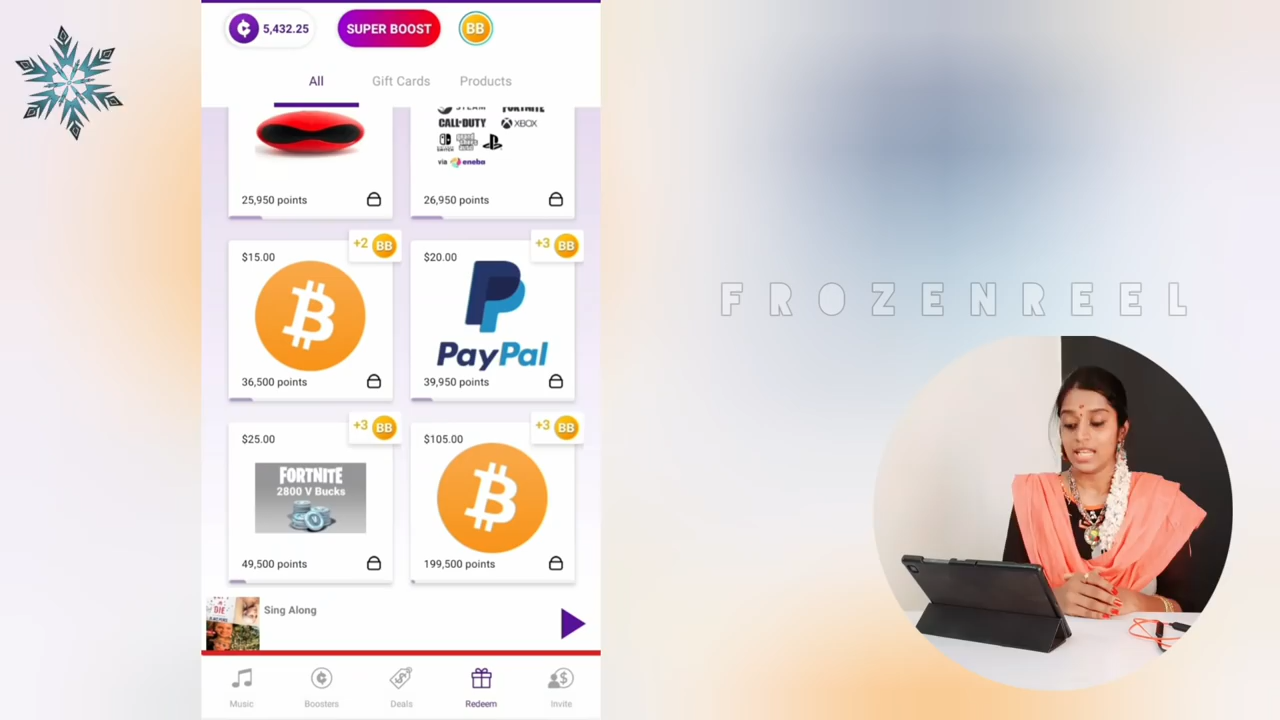 5,432.25
SUPER BOOST
BB
All
Gift Cards
Products
STEAM
FORTNITE
CALL•DUTY
XBOX
SWITCH
via eneba
25,950 points
26,950 points
+2 BB
+3 BB
$15.00
$20.00
PayPal
36,500 points
39,950 points
+3 BB
+3 BB
$25.00
$105.00
FORTNITE
2800 V Bucks
49,500 points
199,500 points
Sing Along
Music
Boosters
Deals
Redeem
Invite
FROZENREEL